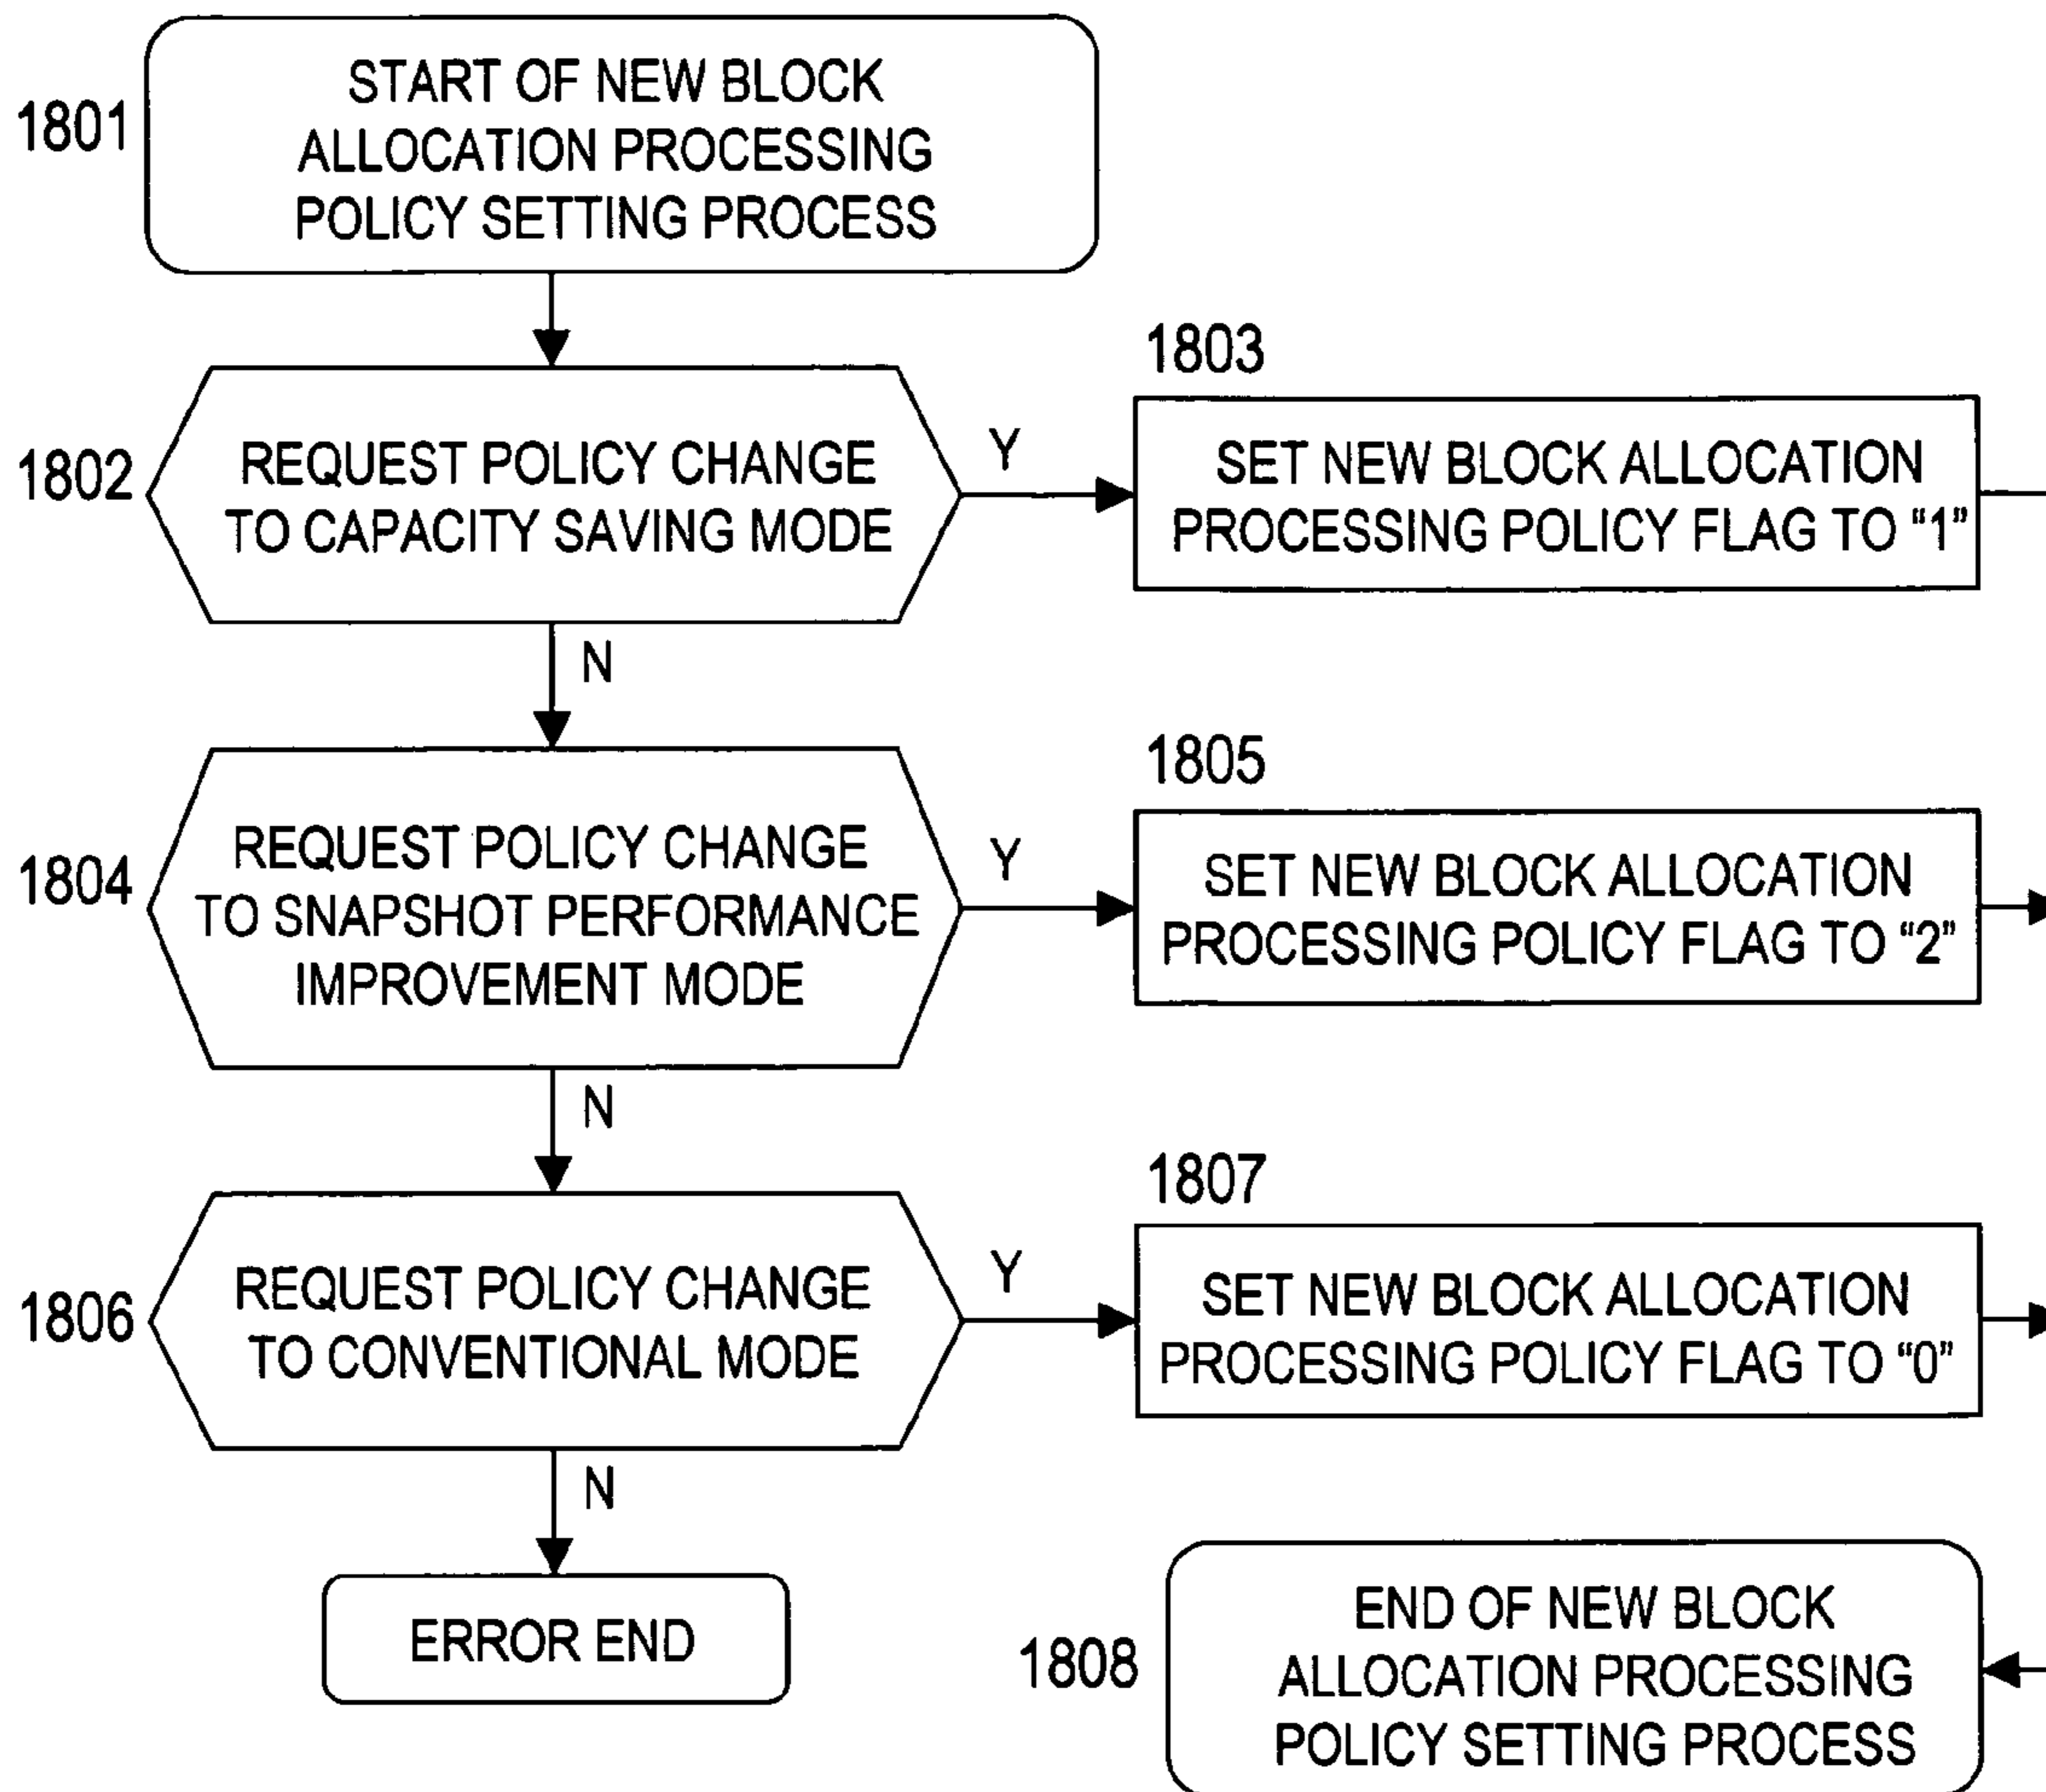 1801
START OF NEW BLOCK
ALLOCATION PROCESSING
POLICY SETTING PROCESS
1802
REQUEST POLICY CHANGE
TO CAPACITY SAVING MODE
Y
1803
SET NEW BLOCK ALLOCATION
PROCESSING POLICY FLAG TO “1”
N
1804
REQUEST POLICY CHANGE
TO SNAPSHOT PERFORMANCE
IMPROVEMENT MODE
Y
1805
SET NEW BLOCK ALLOCATION
PROCESSING POLICY FLAG TO “2”
N
1806
REQUEST POLICY CHANGE
TO CONVENTIONAL MODE
Y
1807
SET NEW BLOCK ALLOCATION
PROCESSING POLICY FLAG TO “0”
N
ERROR END
1808
END OF NEW BLOCK
ALLOCATION PROCESSING
POLICY SETTING PROCESS